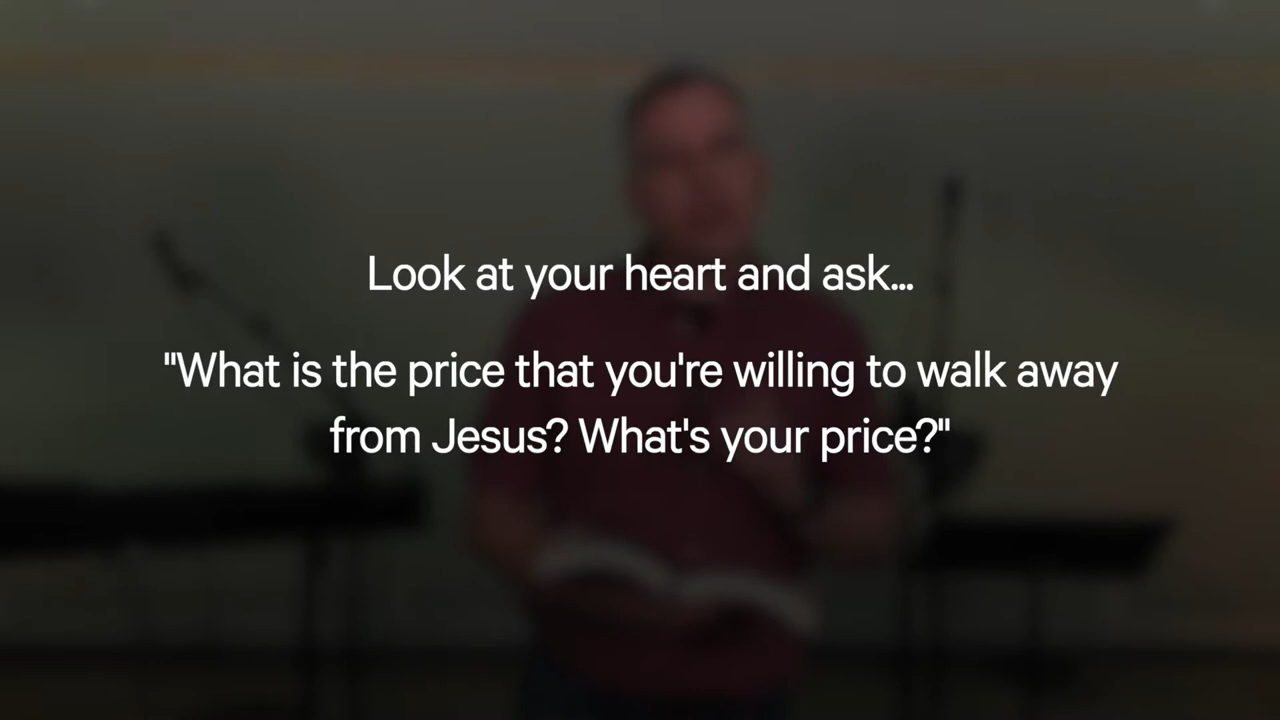 Look at your heart and ask...
"What is the price that you're willing to walk away
from Jesus? What's your price?"